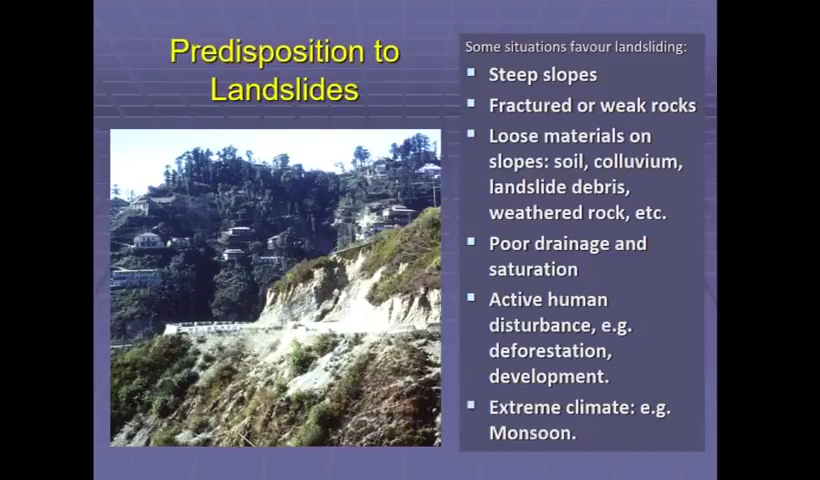 Predisposition to
Landslides
Some situations favour landsliding:
Steep slopes
Fractured or weak rocks
Loose materials on
slopes: soil, colluvium,
landslide debris,
weathered rock, etc.
Poor drainage and
saturation
Active human
disturbance, e.g.
deforestation,
development.
Extreme climate: e.g.
Monsoon.